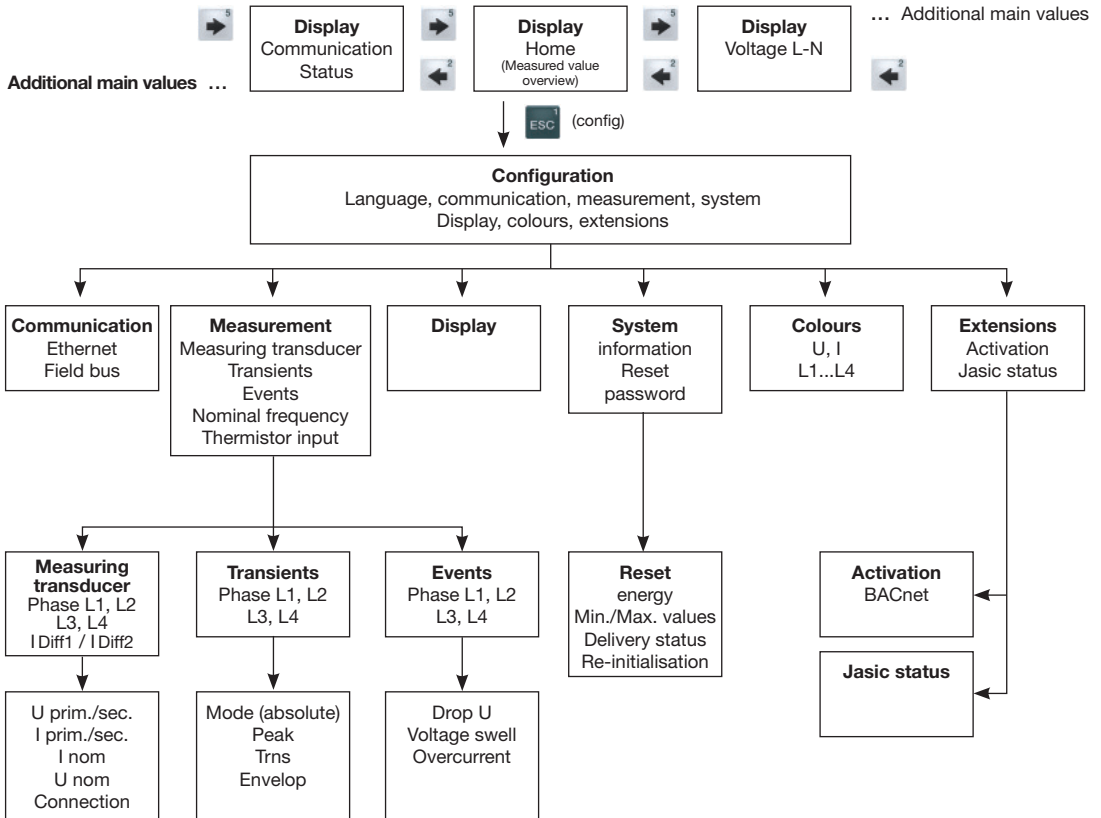 5
Display
Communication
Status
5
2
Display
Home
(Measured value
overview)
5
2
Display
Voltage L-N
… Additional main values
2
Additional main values …
ESC 1
(config)
Configuration
Language, communication, measurement, system
Display, colours, extensions
Communication
Ethernet
Field bus
Measurement
Measuring transducer
Transients
Events
Nominal frequency
Thermistor input
Display
System
information
Reset
password
Colours
U, I
L1...L4
Extensions
Activation
Jasic status
Measuring
transducer
Phase L1, L2
L3, L4
I Diff1 / I Diff2
Transients
Phase L1, L2
L3, L4
Events
Phase L1, L2
L3, L4
Reset
energy
Min./Max. values
Delivery status
Re-initialisation
Activation
BACnet
Jasic status
U prim./sec.
I prim./sec.
I nom
U nom
Connection
Mode (absolute)
Peak
Trns
Envelop
Drop U
Voltage swell
Overcurrent